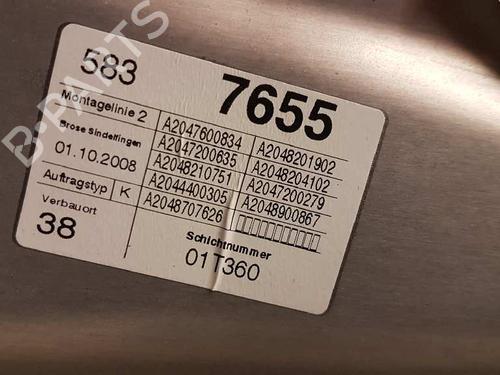 583
7655
Montagelinie 2
Brose Sindelfingen
01.10.2008
Auftragstyp K
Verbauort
38
A2047600834 A2048201902
A2047200635 A2048204102
A2048210751 A2047200279
A2044400305 A2048900867
A2048707626
Schichtnummer
01T360
B-PARTS